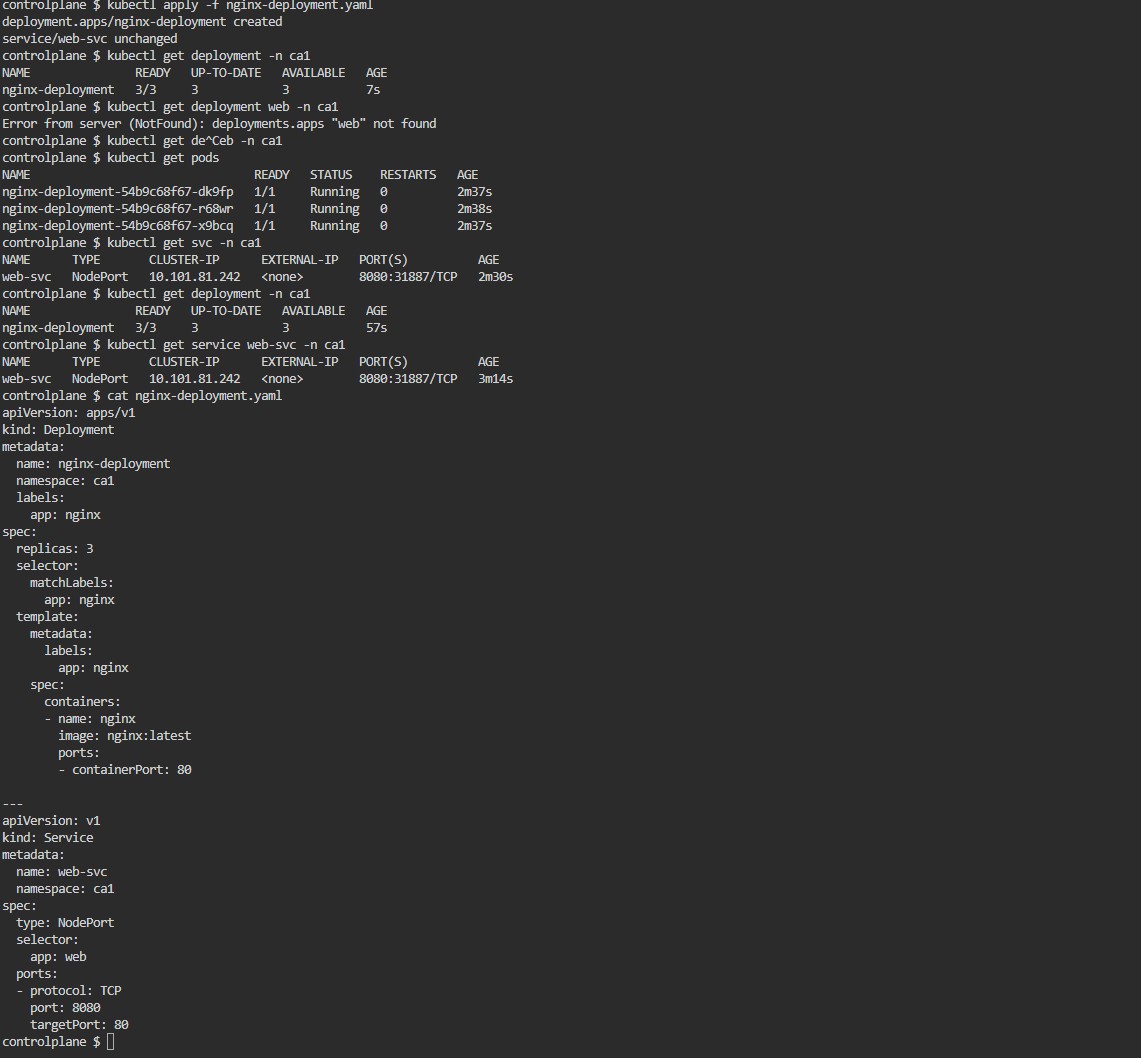 controlplane $ kubectl apply -f nginx-deployment.yaml
deployment.apps/nginx-deployment created
service/web-svc unchanged
controlplane $ kubectl get deployment -n ca1
NAME               READY   UP-TO-DATE   AVAILABLE   AGE
nginx-deployment   3/3     3            3           7s
controlplane $ kubectl get deployment web -n ca1
Error from server (NotFound): deployments.apps "web" not found
controlplane $ kubectl get de^Ceb -n ca1
controlplane $ kubectl get pods
NAME                                READY   STATUS    RESTARTS   AGE
nginx-deployment-54b9c68f67-dk9fp   1/1     Running   0          2m37s
nginx-deployment-54b9c68f67-r68wr   1/1     Running   0          2m38s
nginx-deployment-54b9c68f67-x9bcq   1/1     Running   0          2m37s
controlplane $ kubectl get svc -n ca1
NAME      TYPE       CLUSTER-IP      EXTERNAL-IP   PORT(S)          AGE
web-svc   NodePort   10.101.81.242   <none>        8080:31887/TCP   2m30s
controlplane $ kubectl get deployment -n ca1
NAME               READY   UP-TO-DATE   AVAILABLE   AGE
nginx-deployment   3/3     3            3           57s
controlplane $ kubectl get service web-svc -n ca1
NAME      TYPE       CLUSTER-IP      EXTERNAL-IP   PORT(S)          AGE
web-svc   NodePort   10.101.81.242   <none>        8080:31887/TCP   3m14s
controlplane $ cat nginx-deployment.yaml
apiVersion: apps/v1
kind: Deployment
metadata:
  name: nginx-deployment
  namespace: ca1
  labels:
    app: nginx
spec:
  replicas: 3
  selector:
    matchLabels:
      app: nginx
  template:
    metadata:
      labels:
        app: nginx
    spec:
      containers:
      - name: nginx
        image: nginx:latest
        ports:
        - containerPort: 80

---
apiVersion: v1
kind: Service
metadata:
  name: web-svc
  namespace: ca1
spec:
  type: NodePort
  selector:
    app: web
  ports:
  - protocol: TCP
    port: 8080
    targetPort: 80
controlplane $